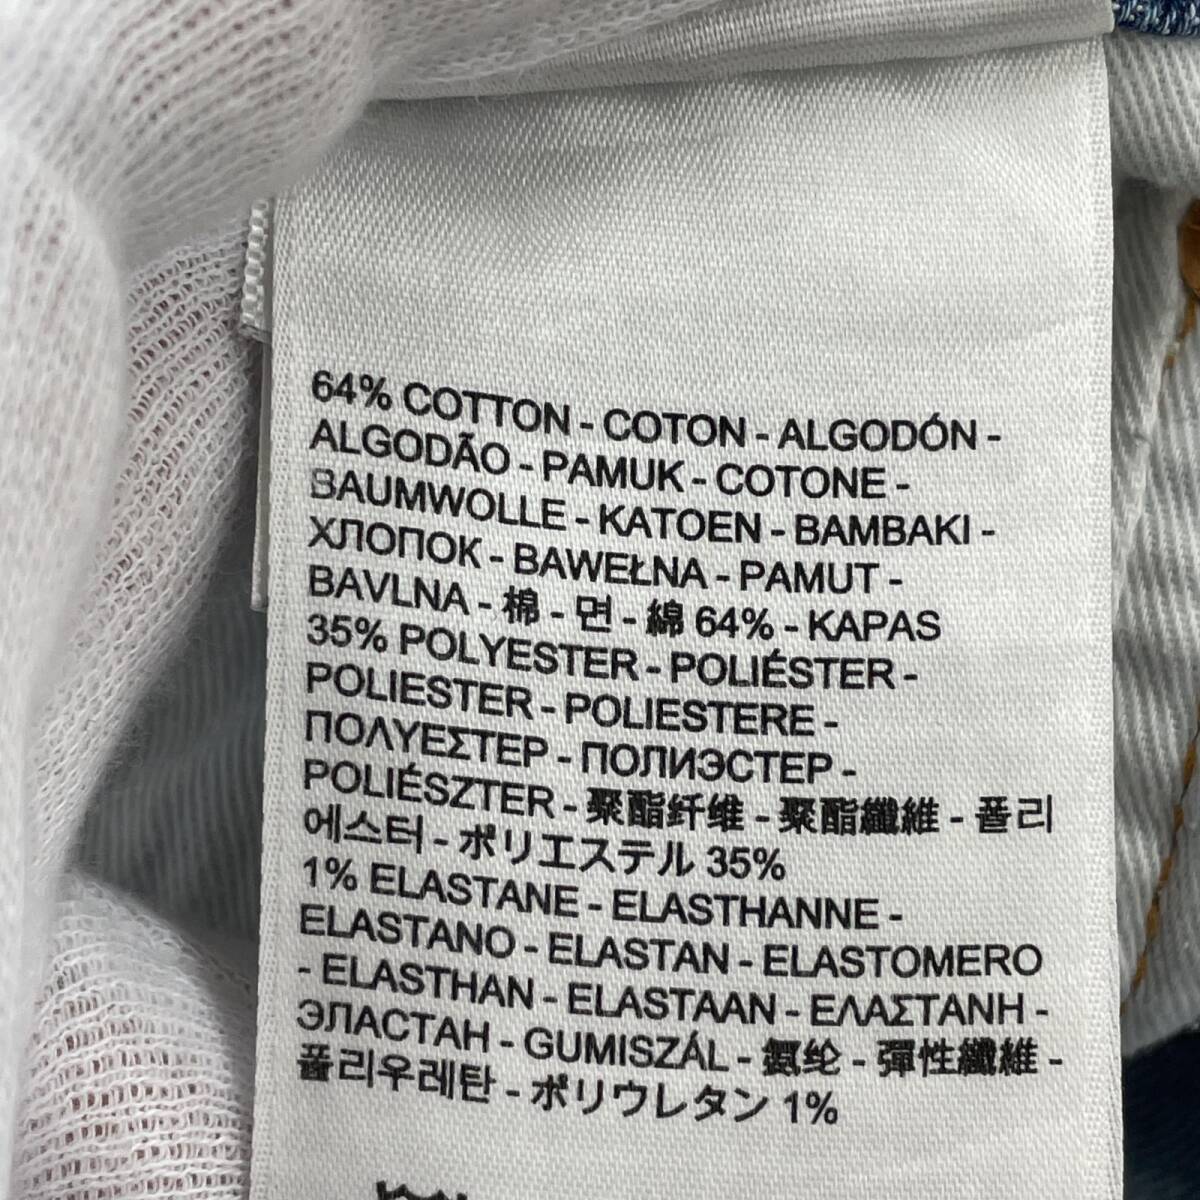 64% COTTON - COTON - ALGODÓN -
ALGODÃO - PAMUK - COTONE -
BAUMWOLLE - KATOEN - BAMBAKI -
ХЛОПОК - BAWEŁNA - PAMUT -
BAVLNA - 棉 - 면 - 綿 64% - KAPAS
35% POLYESTER - POLIÉSTER -
POLIESTER - POLIESTERE -
ΠΟΛΥΕΣΤΕΡ - ПОЛИЭСТЕР -
POLIÉSZTER - 聚酯纤维 - 聚酯纖維 - 폴리
에스터 - ポリエステル 35%
1% ELASTANE - ELASTHANNE -
ELASTANO - ELASTAN - ELASTOMERO
- ELASTHAN - ELASTAAN - ΕΛΑΣΤΑΝΗ -
ЭЛАСТАН - GUMISZÁL - 氨纶 - 彈性纖維 -
폴리우레탄 - ポリウレタン 1%